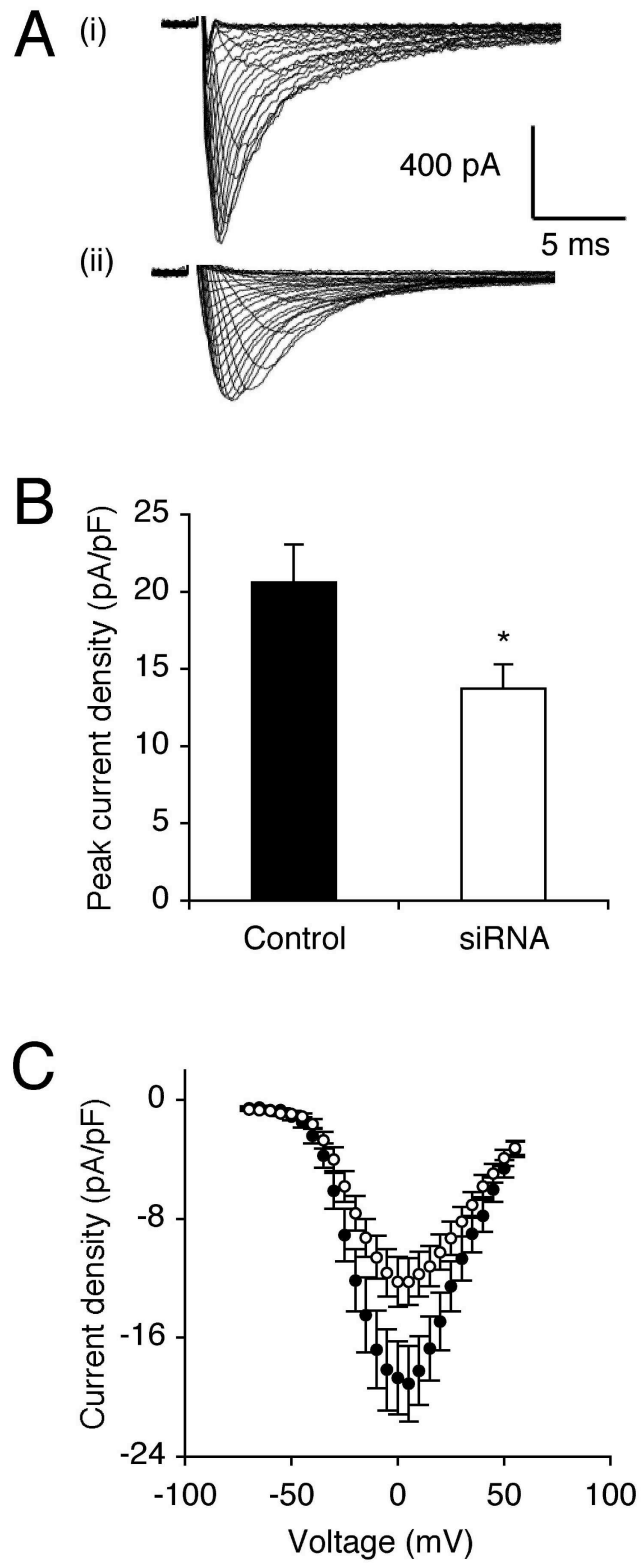 A
(i)
400 pA
5 ms
(ii)
B
Peak current density (pA/pF)
25
20
15
10
5
0
*
Control
siRNA
C
Current density (pA/pF)
0
-8
-16
-24
-100
-50
0
50
100
Voltage (mV)